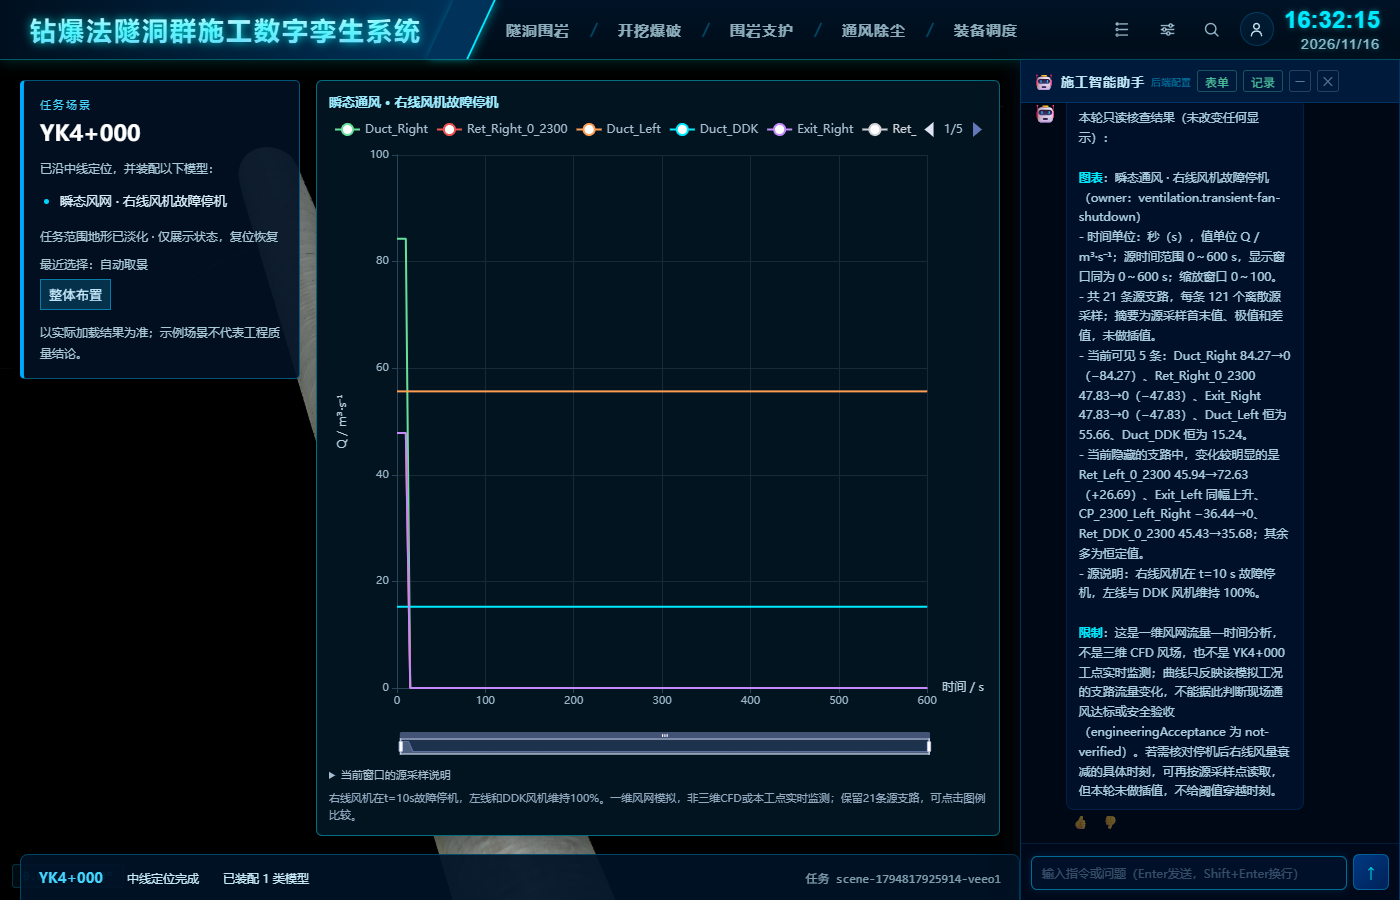 钻爆法隧洞群施工数字孪生系统
隧洞围岩 / 开挖爆破 / 围岩支护 / 通风除尘 / 装备调度
16:32:15
2026/11/16
任务场景
YK4+000
已沿中线定位，并装配以下模型：
• 瞬态风网 · 右线风机故障停机
任务范围地形已淡化 · 仅展示状态，复位恢复
最近选择：自动取景
整体布置
以实际加载结果为准；示例场景不代表工程质
量结论。
瞬态通风 • 右线风机故障停机
Duct_Right Ret_Right_0_2300 Duct_Left Duct_DDK Exit_Right Ret_ 1/5
100
80
60
40
20
0
Q / m³·s⁻¹
0 100 200 300 400 500 600
时间 / s
▶ 当前窗口的源采样说明
右线风机在t=10s故障停机，左线和DDK风机维持100%。一维风网模拟，非三维CFD或本工点实时监测；保留21条源支路，可点击图例
比较。
施工智能助手 后端配置 表单 记录
本轮只读核查结果（未改变任何显
示）：
图表：瞬态通风 · 右线风机故障停机
（owner：ventilation.transient-fan-
shutdown）
- 时间单位：秒（s），值单位 Q /
m³·s⁻¹；源时间范围 0～600 s，显示窗
口同为 0～600 s；缩放窗口 0～100。
- 共 21 条源支路，每条 121 个离散源
采样；摘要为源采样首末值、极值和差
值，未做插值。
- 当前可见 5 条：Duct_Right 84.27→0
（−84.27）、Ret_Right_0_2300
47.83→0（−47.83）、Exit_Right
47.83→0（−47.83）、Duct_Left 恒为
55.66、Duct_DDK 恒为 15.24。
- 当前隐藏的支路中，变化较明显的是
Ret_Left_0_2300 45.94→72.63
（+26.69）、Exit_Left 同幅上升、
CP_2300_Left_Right −36.44→0、
Ret_DDK_0_2300 45.43→35.68；其余
多为恒定值。
- 源说明：右线风机在 t=10 s 故障停
机，左线与 DDK 风机维持 100%。
限制：这是一维风网流量—时间分析，
不是三维 CFD 风场，也不是 YK4+000
工点实时监测；曲线只反映该模拟工况
的支路流量变化，不能据此判断现场通
风达标或安全验收
（engineeringAcceptance 为 not-
verified）。若需核对停机后右线风量衰
减的具体时刻，可再按源采样点读取，
但本轮未做插值，不给阈值穿越时刻。
输入指令或问题（Enter发送，Shift+Enter换行）
↑
YK4+000 中线定位完成 已装配 1 类模型 任务 scene-1794817925914-veeo1